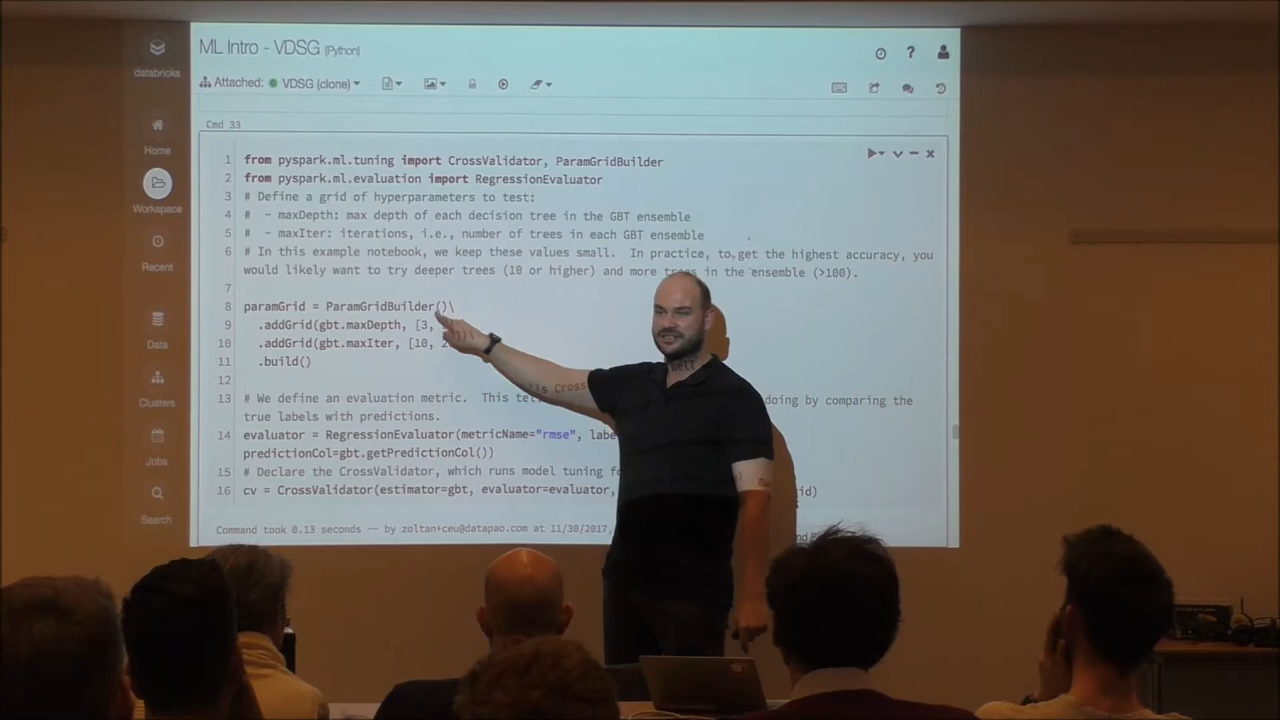 ML Intro - VDSG (Python)
databricks
Attached: VDSG (clone)
Cmd 33
Home
1 from pyspark.ml.tuning import CrossValidator, ParamGridBuilder
2 from pyspark.ml.evaluation import RegressionEvaluator
3 # Define a grid of hyperparameters to test:
Workspace
4 #  - maxDepth: max depth of each decision tree in the GBT ensemble
5 #  - maxIter: iterations, i.e., number of trees in each GBT ensemble
6 # In this example notebook, we keep these values small.  In practice, to get the highest accuracy, you
would likely want to try deeper trees (10 or higher) and more trees in the ensemble (>100).
Recent
7
8 paramGrid = ParamGridBuilder()\
9 .addGrid(gbt.maxDepth, [3,
10 .addGrid(gbt.maxIter, [10,
Data
11 .build()
12
13 # We define an evaluation metric.  This doing by comparing the
Clusters
true labels with predictions.
14 evaluator = RegressionEvaluator(metricName="rmse",
predictionCol=gbt.getPredictionCol())
Jobs
15 # Declare the CrossValidator, which runs model tuning
16 cv = CrossValidator(estimator=gbt, evaluator=evaluator,
Search
Command took 0.13 seconds -- by zoltan+ceu@datapao.com at 11/30/2017,